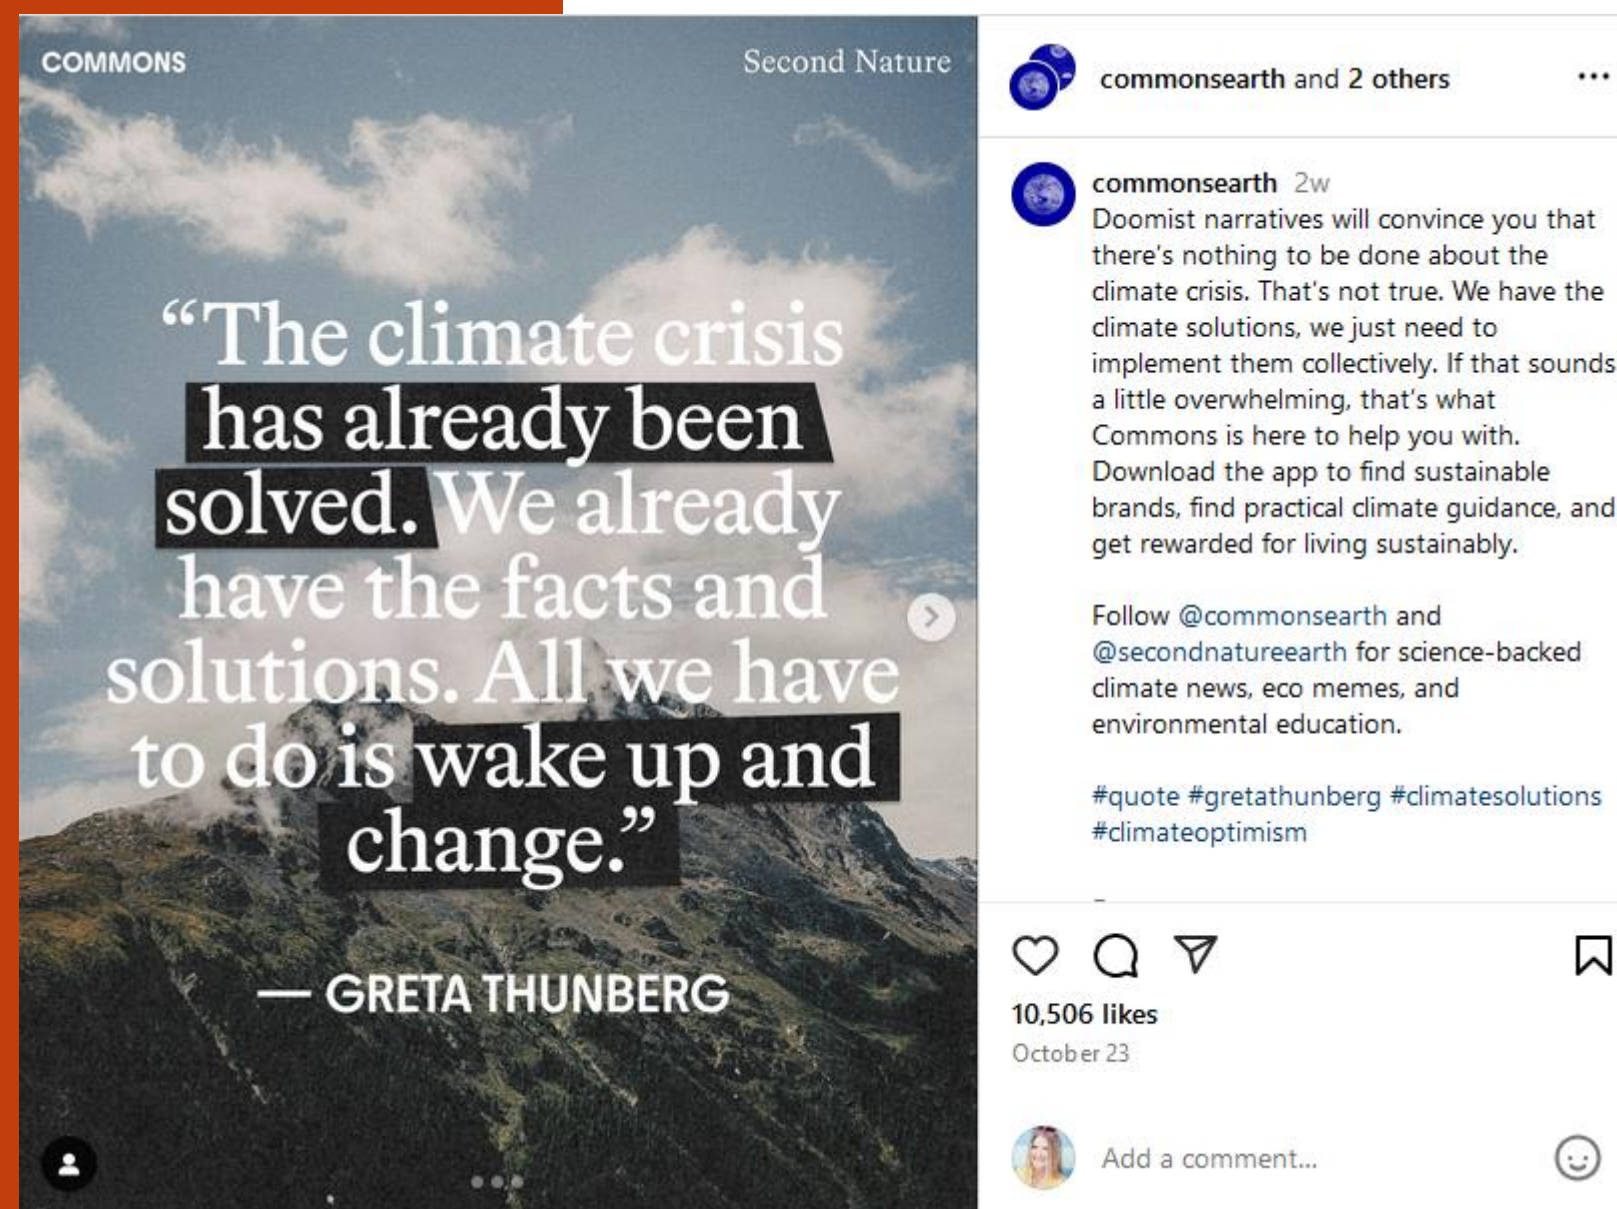 COMMONS
Second Nature
“The climate crisis
has already been
solved. We already
have the facts and
solutions. All we have
to do is wake up and
change.”
— GRETA THUNBERG
commonsearth and 2 others
commonsearth 2w
Doomist narratives will convince you that
there's nothing to be done about the
climate crisis. That's not true. We have the
climate solutions, we just need to
implement them collectively. If that sounds
a little overwhelming, that's what
Commons is here to help you with.
Download the app to find sustainable
brands, find practical climate guidance, and
get rewarded for living sustainably.
Follow @commonsearth and
@secondnatureearth for science-backed
climate news, eco memes, and
environmental education.
#quote #gretathunberg #climatesolutions
#climateoptimism
10,506 likes
October 23
Add a comment...